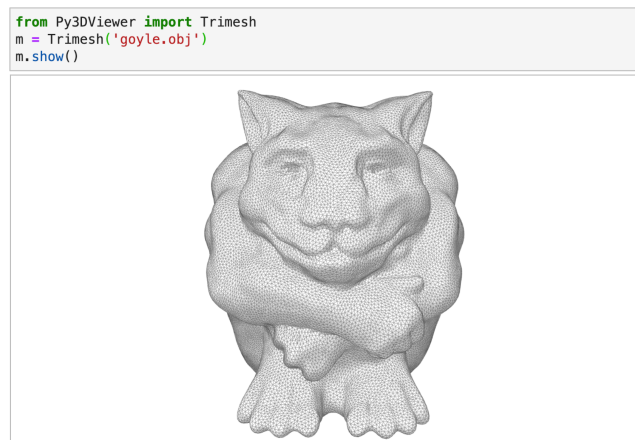 from Py3DViewer import Trimesh
m = Trimesh('goyle.obj')
m.show()